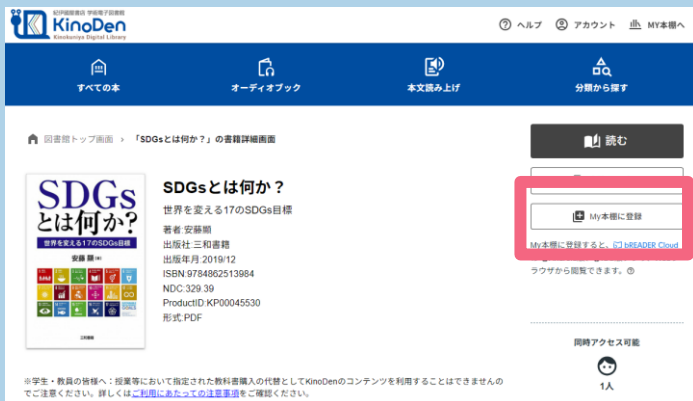 紀伊國屋書店 学術電子図書館
KinoDen
Kinokuniya Digital Library
ヘルプ アカウント MY本棚へ
すべての本 オーディオブック 本文読み上げ 分類から探す
図書館トップ画面 › 「SDGsとは何か？」の書籍詳細画面
読む
SDGs
とは何か?
世界を変える17のSDGs目標
安藤 顯
三和書籍
SDGsとは何か？
世界を変える17のSDGs目標
著者:安藤顯
出版社:三和書籍
出版年月:2019/12
ISBN:9784862513984
NDC:329.39
ProductID:KP00045530
形式:PDF
My本棚に登録
My本棚に登録すると、 bREADER Cloud
ラウザから閲覧できます。
同時アクセス可能
1人
※学生・教員の皆様へ：授業等において指定された教科書購入の代替としてKinoDenのコンテンツを利用することはできませんの
でご注意ください。詳しくはご利用にあたっての注意事項をご確認ください。